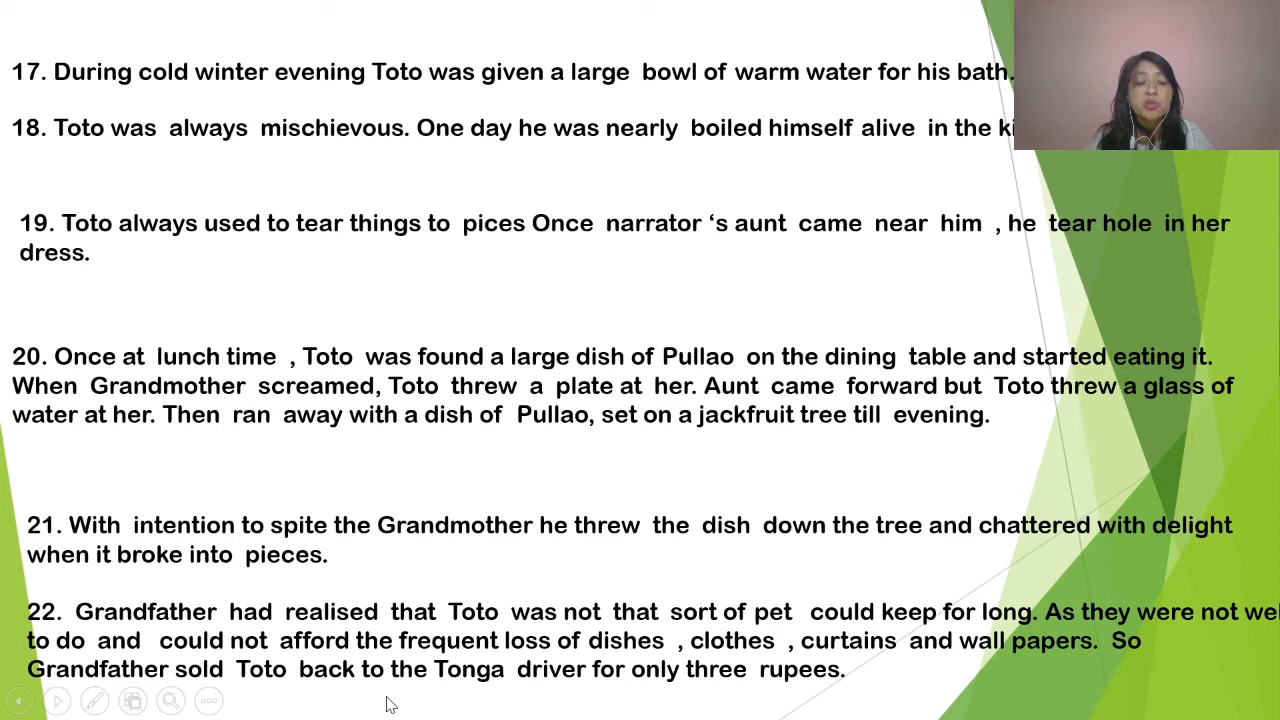 17. During cold winter evening Toto was given a large bowl of warm water for his bath.
18. Toto was always mischievous. One day he was nearly boiled himself alive in the
19. Toto always used to tear things to pices Once narrator ‘s aunt came near him , he tear hole in her
dress.
20. Once at lunch time , Toto was found a large dish of Pullao on the dining table and started eating it.
When Grandmother screamed, Toto threw a plate at her. Aunt came forward but Toto threw a glass of
water at her. Then ran away with a dish of Pullao, set on a jackfruit tree till evening.
21. With intention to spite the Grandmother he threw the dish down the tree and chattered with delight
when it broke into pieces.
22. Grandfather had realised that Toto was not that sort of pet could keep for long. As they were not
to do and could not afford the frequent loss of dishes , clothes , curtains and wall papers. So
Grandfather sold Toto back to the Tonga driver for only three rupees.